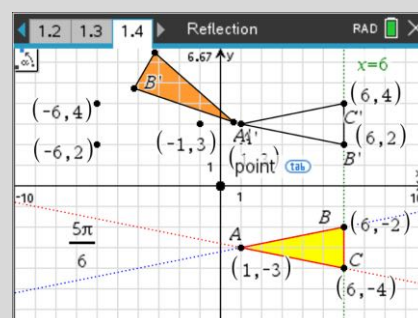 1.2 1.3 1.4 Reflection RAD
6.67 y
x=6
B'
(-6,4)
(6,4)
C"
(-1,3)
A'
(-6,2)
(6,2)
B'
1
point tab
-10
1
5π
6
B
(6,-2)
A
C
(1,-3)
(6,-4)